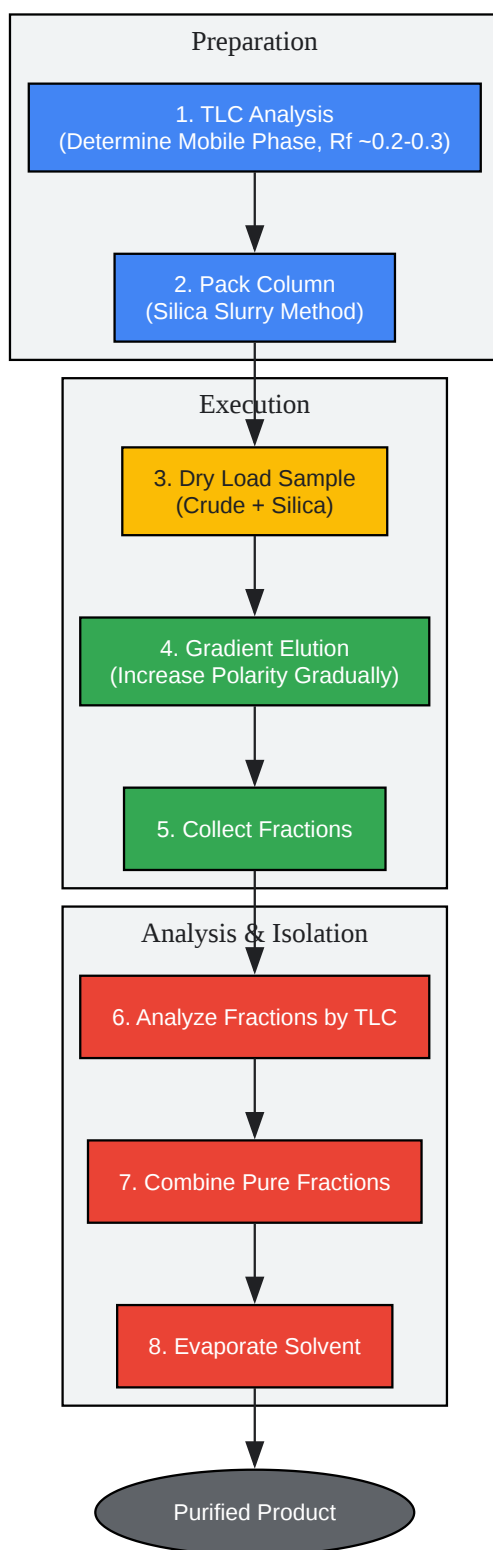 Preparation
1. TLC Analysis
(Determine Mobile Phase, Rf ~0.2-0.3)
2. Pack Column
(Silica Slurry Method)
Execution
3. Dry Load Sample
(Crude + Silica)
4. Gradient Elution
(Increase Polarity Gradually)
5. Collect Fractions
Analysis & Isolation
6. Analyze Fractions by TLC
7. Combine Pure Fractions
8. Evaporate Solvent
Purified Product